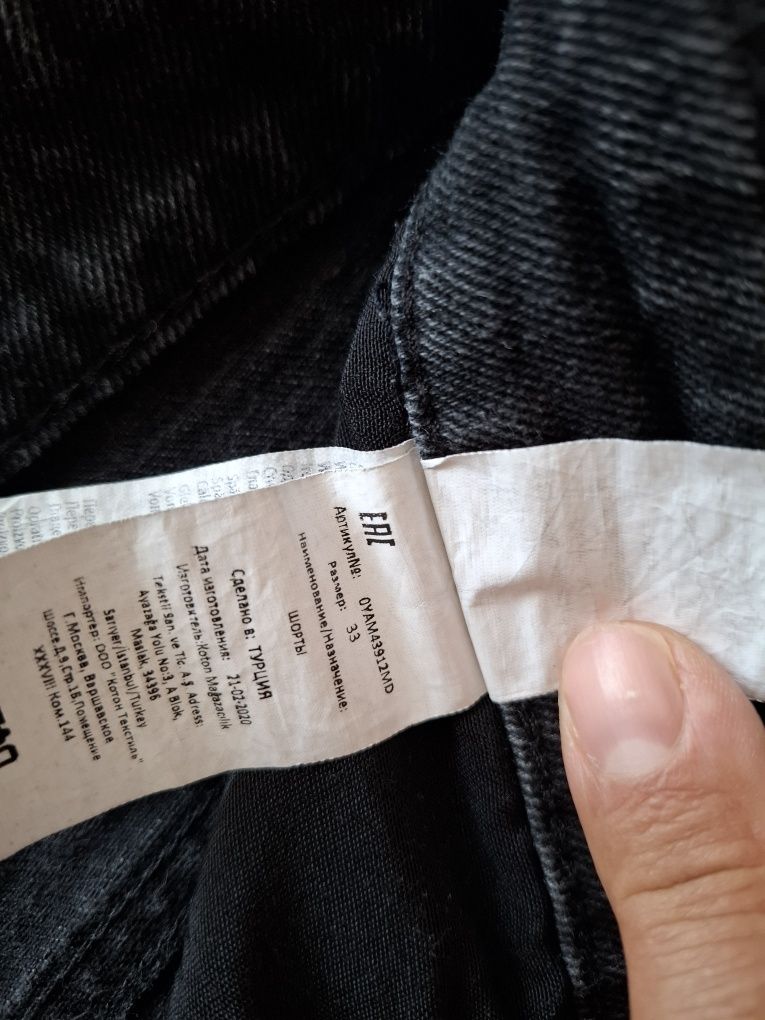 EAC
Артикул№: 0YAM43912MD
Размер: 33
Наименование/Назначение:
ШОРТЫ
Сделано в: ТУРЦИЯ
Дата изготовления: 21-02-2020
Изготовитель:Koton Mağazacılık
Tekstil San. ve Tic A.Ş Adress:
Ayazağa Yolu No:3, A Blok,
Maslak, 34396
Sarıyer/Istanbul/Turkey
Импортер: ООО "Котон Текстиль"
Г.Москва, Варшавское
шоссе,Д.9,Стр.1Б,Помещение
XXXVIII Ком.144